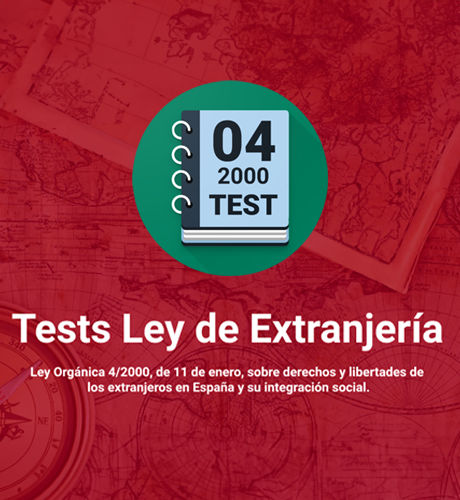 04
2000
TEST
Tests Ley de Extranjería
Ley Orgánica 4/2000, de 11 de enero, sobre derechos y libertades de
los extranjeros en España y su integración social.
NE